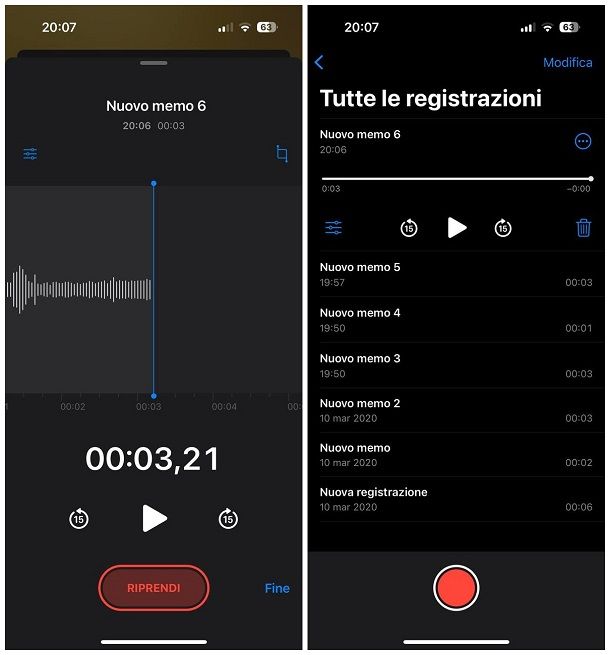 20:07
63
Nuovo memo 6
20:06 00:03
00:02 00:03 00:04
00:03,21
15
15
RIPRENDI
Fine
20:07
63
Modifica
Tutte le registrazioni
Nuovo memo 6
20:06
0:03 −0:00
15
15
Nuovo memo 5
19:57 00:03
Nuovo memo 4
19:50 00:01
Nuovo memo 3
19:50 00:03
Nuovo memo 2
10 mar 2020 00:03
Nuovo memo
10 mar 2020 00:02
Nuova registrazione
10 mar 2020 00:06